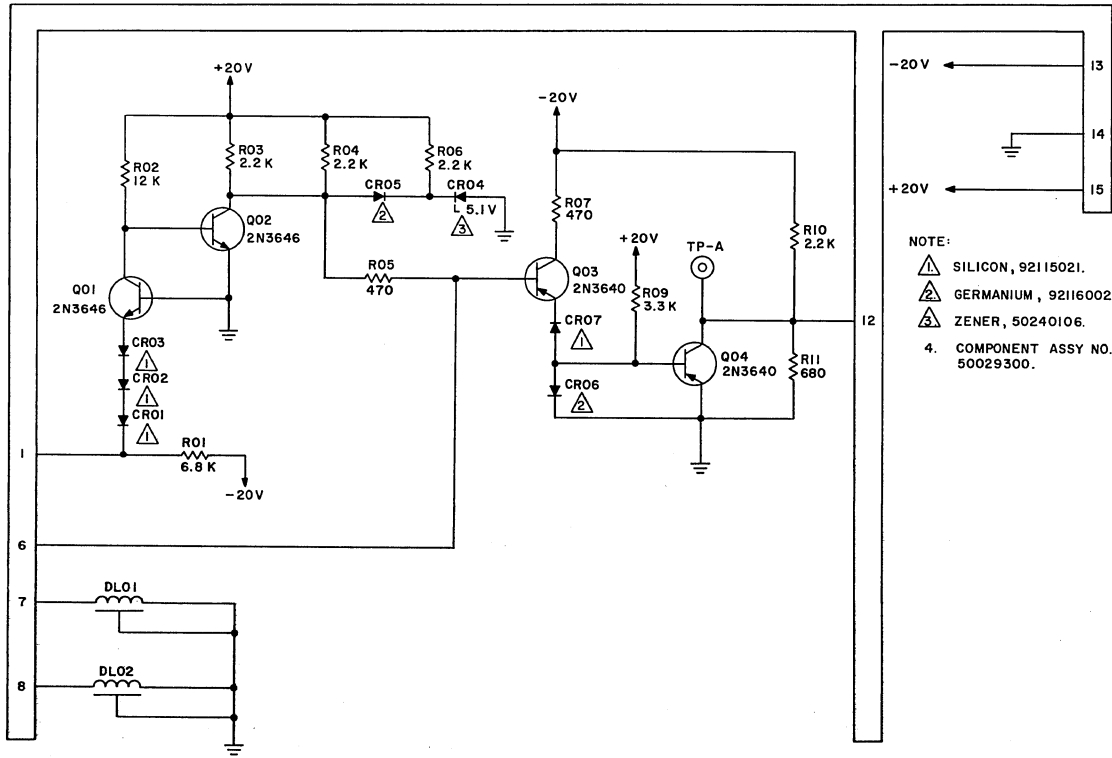 +20V
R02
12 K
R03
2.2 K
R04
2.2 K
R06
2.2 K
CR05
2
CR04
5.1 V
3
Q02
2N3646
Q01
2N3646
CR03
1
CR02
1
CR01
1
R01
6.8 K
-20V
R05
470
-20V
R07
470
Q03
2N3640
CR07
1
CR06
2
+20V
R09
3.3 K
TP-A
Q04
2N3640
R10
2.2 K
R11
680
1
6
7
8
DL01
DL02
12
-20V
13
14
+20V
15
NOTE:
1. SILICON, 92115021.
2. GERMANIUM, 92116002
3. ZENER, 50240106.
4. COMPONENT ASSY NO.
50029300.